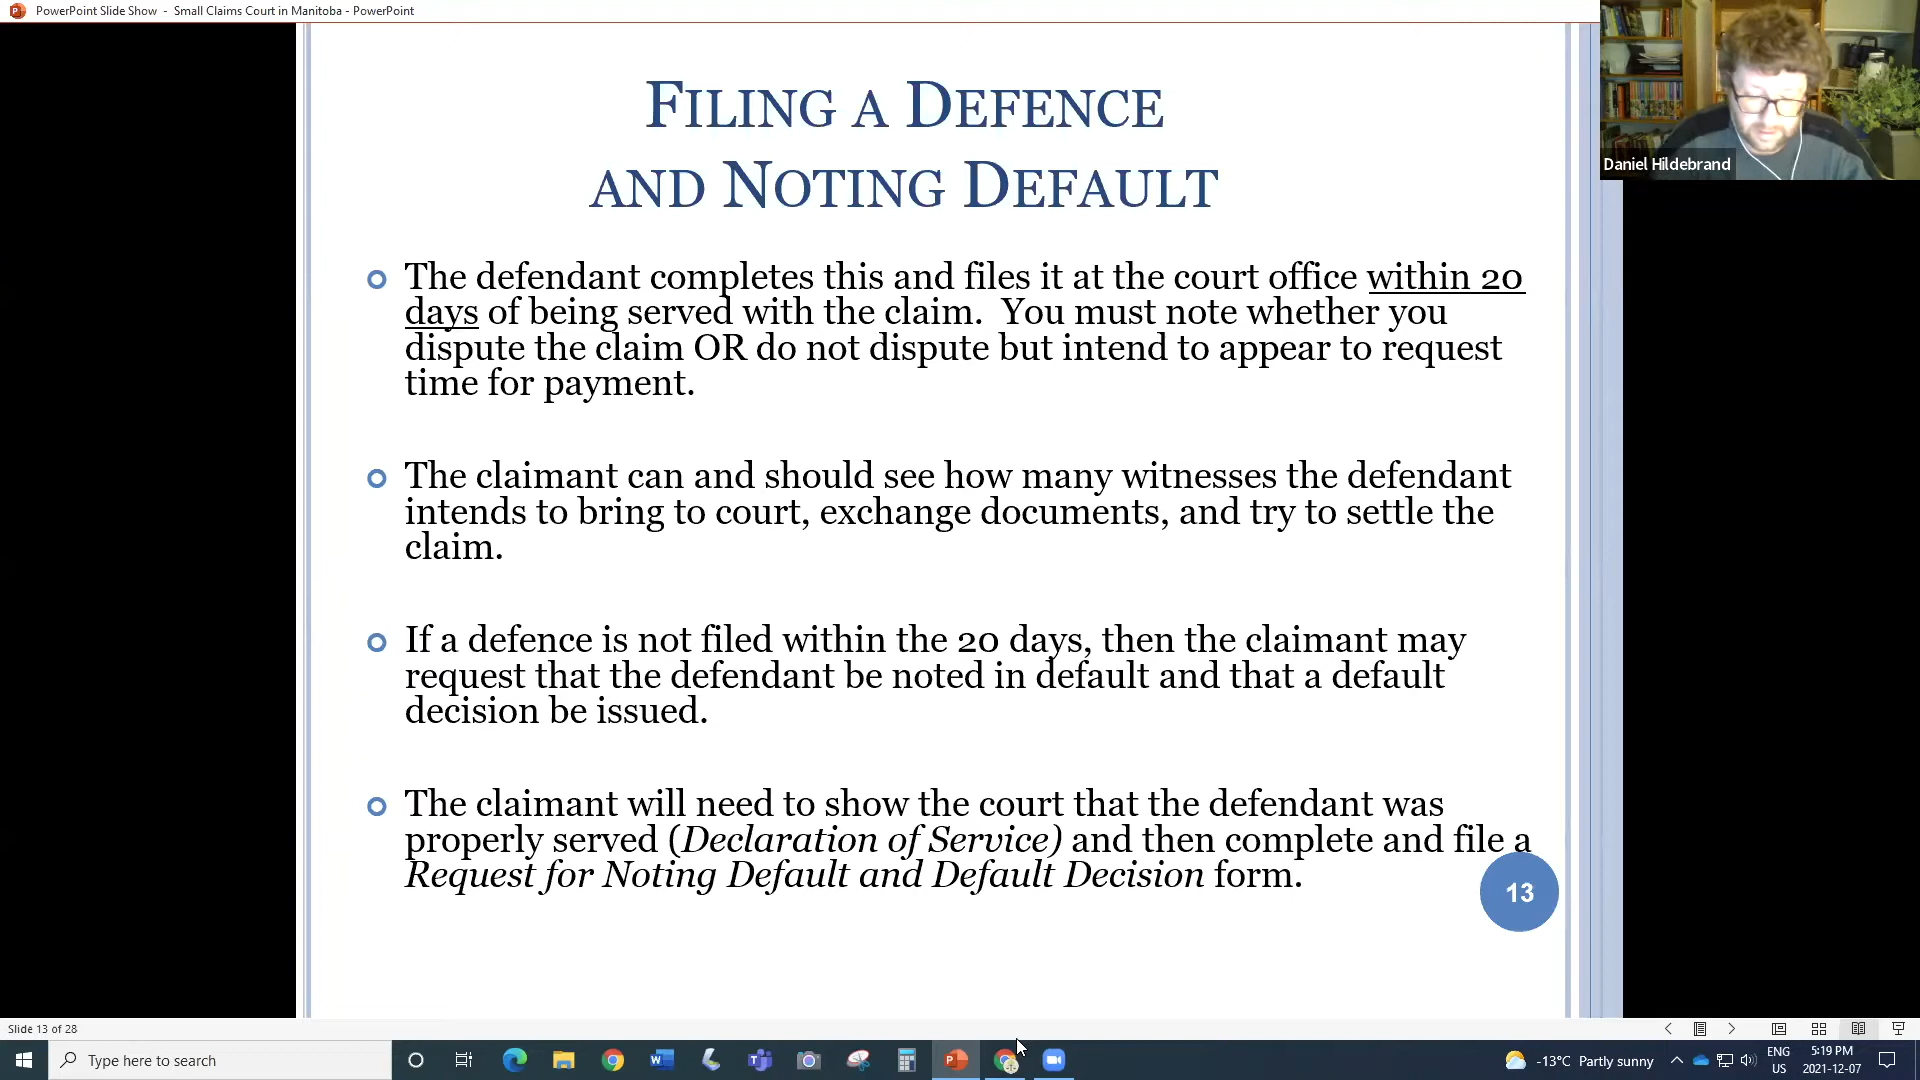 PowerPoint Slide Show - Small Claims Court in Manitoba - PowerPoint
FILING A DEFENCE
AND NOTING DEFAULT
Daniel Hildebrand
The defendant completes this and files it at the court office within 20
days of being served with the claim. You must note whether you
dispute the claim OR do not dispute but intend to appear to request
time for payment.
The claimant can and should see how many witnesses the defendant
intends to bring to court, exchange documents, and try to settle the
claim.
If a defence is not filed within the 20 days, then the claimant may
request that the defendant be noted in default and that a default
decision be issued.
The claimant will need to show the court that the defendant was
properly served (Declaration of Service) and then complete and file a
Request for Noting Default and Default Decision form.
13
Slide 13 of 28
Type here to search
-13°C Partly sunny
ENG
US
5:19 PM
2021-12-07